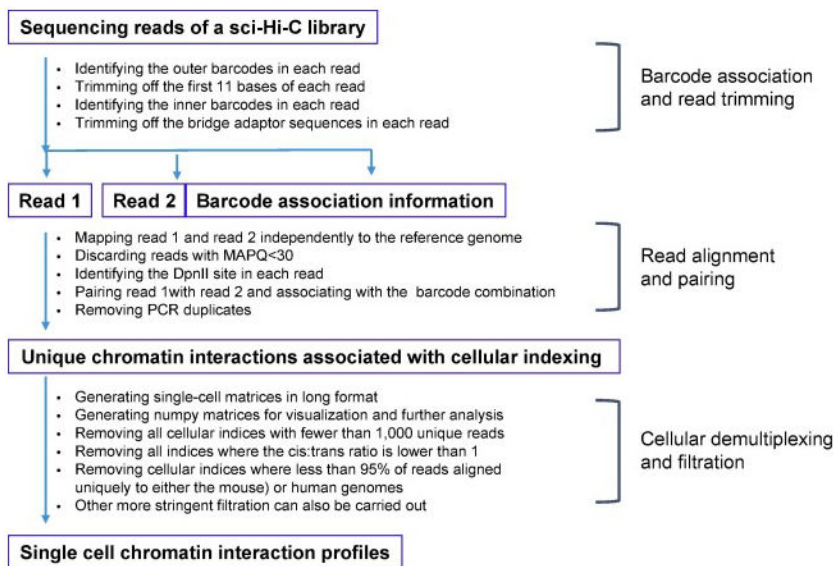 Sequencing reads of a sci-Hi-C library
• Identifying the outer barcodes in each read
• Trimming off the first 11 bases of each read
• Identifying the inner barcodes in each read
• Trimming off the bridge adaptor sequences in each read
Barcode association
and read trimming
Read 1
Read 2
Barcode association information
• Mapping read 1 and read 2 independently to the reference genome
• Discarding reads with MAPQ<30
• Identifying the DpnII site in each read
• Pairing read 1with read 2 and associating with the barcode combination
• Removing PCR duplicates
Read alignment
and pairing
Unique chromatin interactions associated with cellular indexing
• Generating single-cell matrices in long format
• Generating numpy matrices for visualization and further analysis
• Removing all cellular indices with fewer than 1,000 unique reads
• Removing all indices where the cis:trans ratio is lower than 1
• Removing cellular indices where less than 95% of reads aligned
uniquely to either the mouse) or human genomes
• Other more stringent filtration can also be carried out
Cellular demultiplexing
and filtration
Single cell chromatin interaction profiles